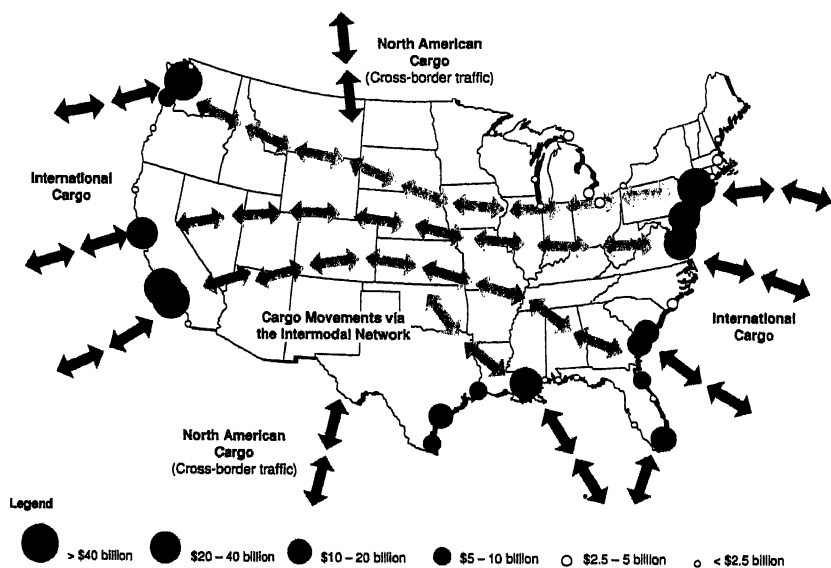 North American
Cargo
(Cross-border traffic)
International
Cargo
Cargo Movements via
the Intermodal Network
International
Cargo
North American
Cargo
(Cross-border traffic)
Legend
> $40 billion
$20 – 40 billion
$10 – 20 billion
$5 – 10 billion
$2.5 – 5 billion
< $2.5 billion